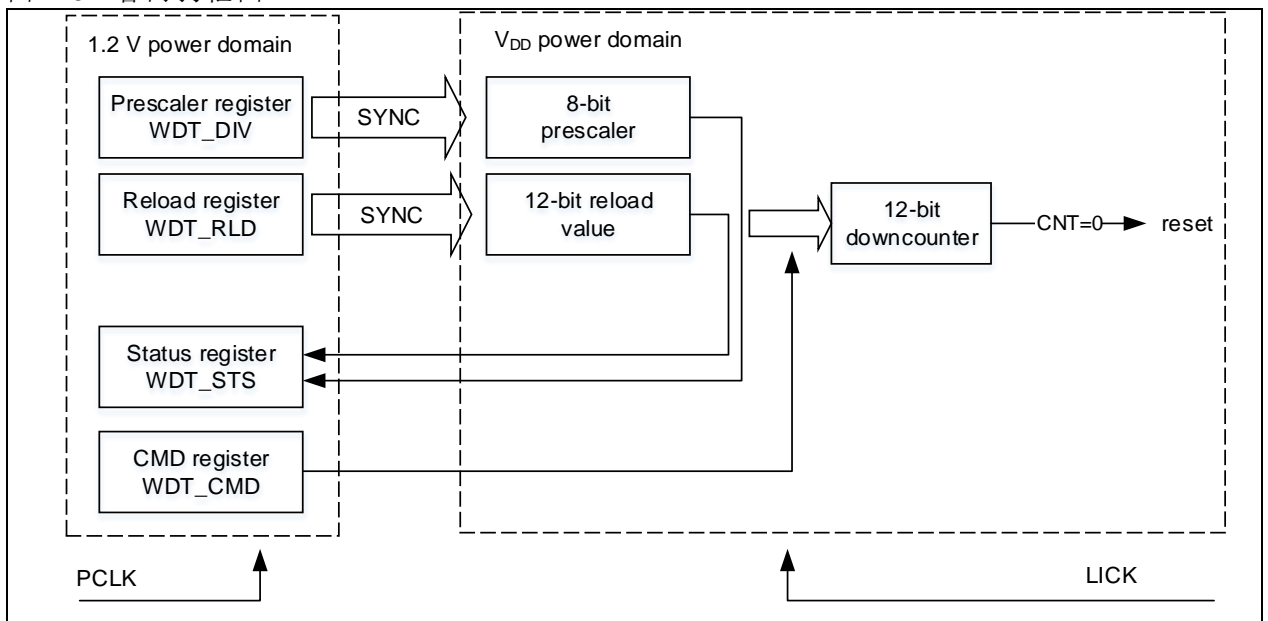 1.2 V power domain
VDD power domain
Prescaler register
WDT_DIV
SYNC
8-bit
prescaler
Reload register
WDT_RLD
SYNC
12-bit reload
value
12-bit
downcounter
CNT=0
reset
Status register
WDT_STS
CMD register
WDT_CMD
PCLK
LICK